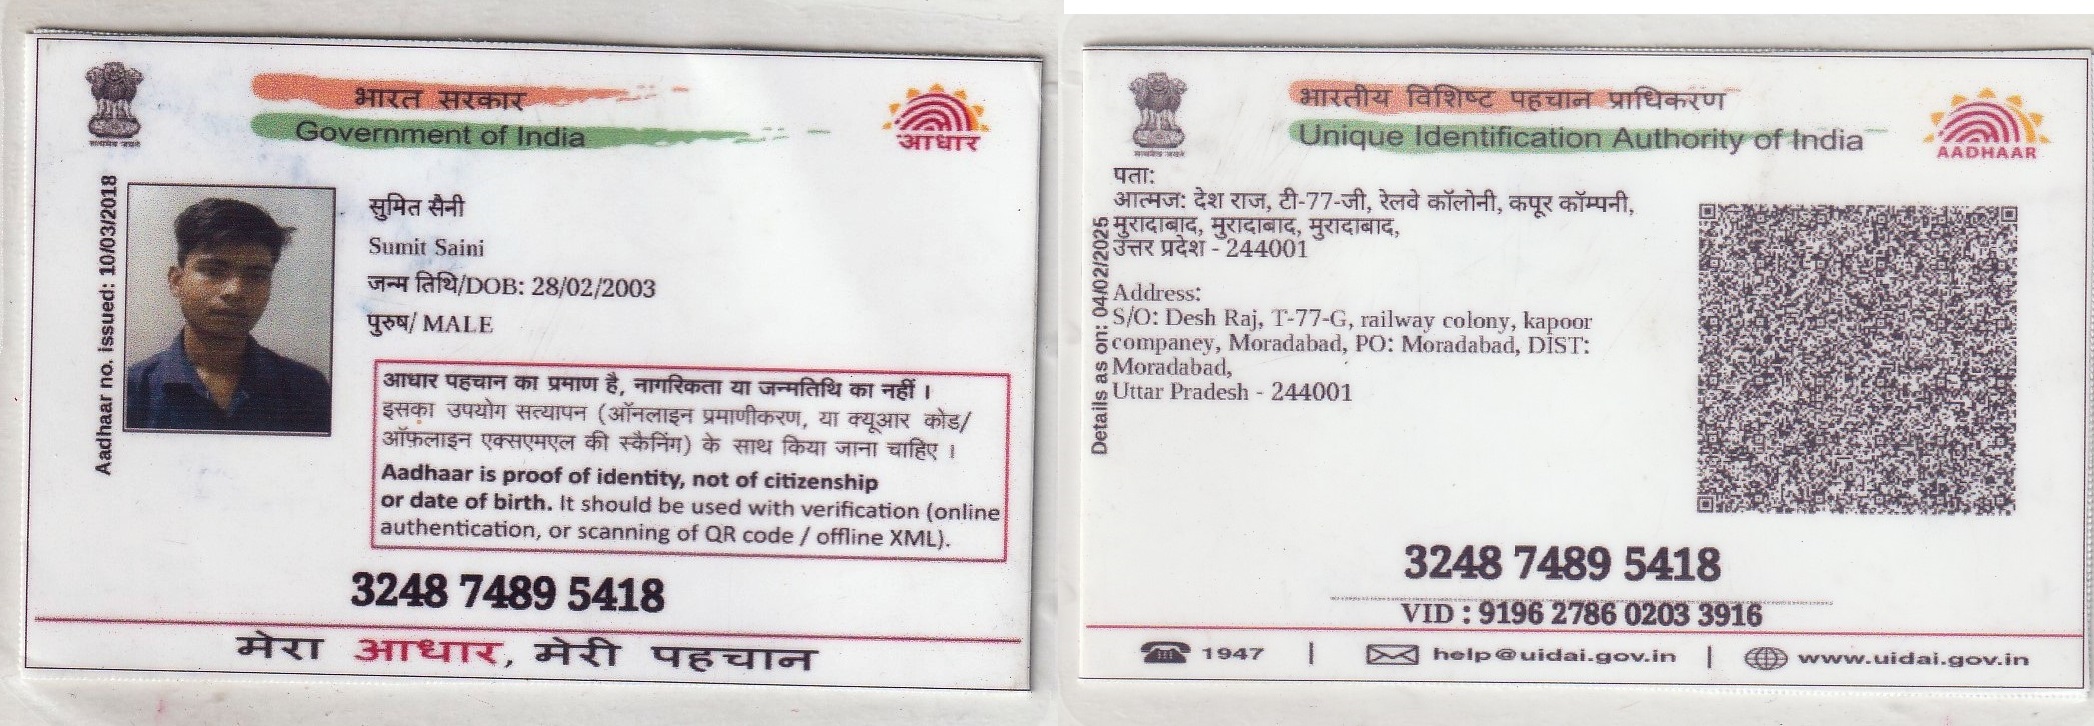 भारत सरकार
Government of India
आधार
Aadhaar no. issued: 10/03/2018
सुमित सैनी
Sumit Saini
जन्म तिथि/DOB: 28/02/2003
पुरुष/ MALE
आधार पहचान का प्रमाण है, नागरिकता या जन्मतिथि का नहीं ।
इसका उपयोग सत्यापन (ऑनलाइन प्रमाणीकरण, या क्यूआर कोड/
ऑफ़लाइन एक्सएमएल की स्कैनिंग) के साथ किया जाना चाहिए ।
Aadhaar is proof of identity, not of citizenship
or date of birth. It should be used with verification (online
authentication, or scanning of QR code / offline XML).
3248 7489 5418
मेरा आधार, मेरी पहचान
भारतीय विशिष्ट पहचान प्राधिकरण
Unique Identification Authority of India
AADHAAR
Details as on: 04/02/2025
पता:
आत्मज: देश राज, टी-77-जी, रेलवे कॉलोनी, कपूर कॉम्पनी,
मुरादाबाद, मुरादाबाद, मुरादाबाद,
उत्तर प्रदेश - 244001
Address:
S/O: Desh Raj, T-77-G, railway colony, kapoor
companey, Moradabad, PO: Moradabad, DIST:
Moradabad,
Uttar Pradesh - 244001
3248 7489 5418
VID : 9196 2786 0203 3916
1947 | help@uidai.gov.in | www.uidai.gov.in